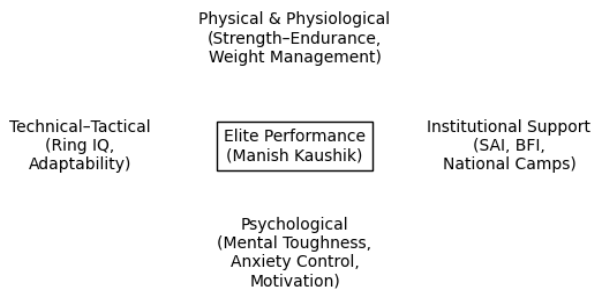 Physical & Physiological
(Strength–Endurance,
Weight Management)
Technical–Tactical
(Ring IQ,
Adaptability)
Elite Performance
(Manish Kaushik)
Institutional Support
(SAI, BFI,
National Camps)
Psychological
(Mental Toughness,
Anxiety Control,
Motivation)